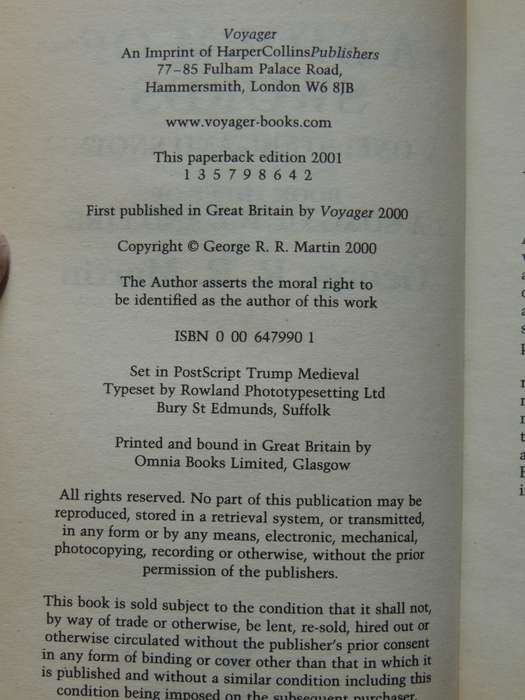 Voyager
An Imprint of HarperCollinsPublishers
77–85 Fulham Palace Road,
Hammersmith, London W6 8JB
www.voyager-books.com
This paperback edition 2001
1 3 5 7 9 8 6 4 2
First published in Great Britain by Voyager 2000
Copyright © George R. R. Martin 2000
The Author asserts the moral right to
be identified as the author of this work
ISBN 0 00 647990 1
Set in PostScript Trump Medieval
Typeset by Rowland Phototypesetting Ltd
Bury St Edmunds, Suffolk
Printed and bound in Great Britain by
Omnia Books Limited, Glasgow
All rights reserved. No part of this publication may be
reproduced, stored in a retrieval system, or transmitted,
in any form or by any means, electronic, mechanical,
photocopying, recording or otherwise, without the prior
permission of the publishers.
This book is sold subject to the condition that it shall not,
by way of trade or otherwise, be lent, re-sold, hired out or
otherwise circulated without the publisher's prior consent
in any form of binding or cover other than that in which it
is published and without a similar condition including this
condition being imposed on the subsequent purchaser.